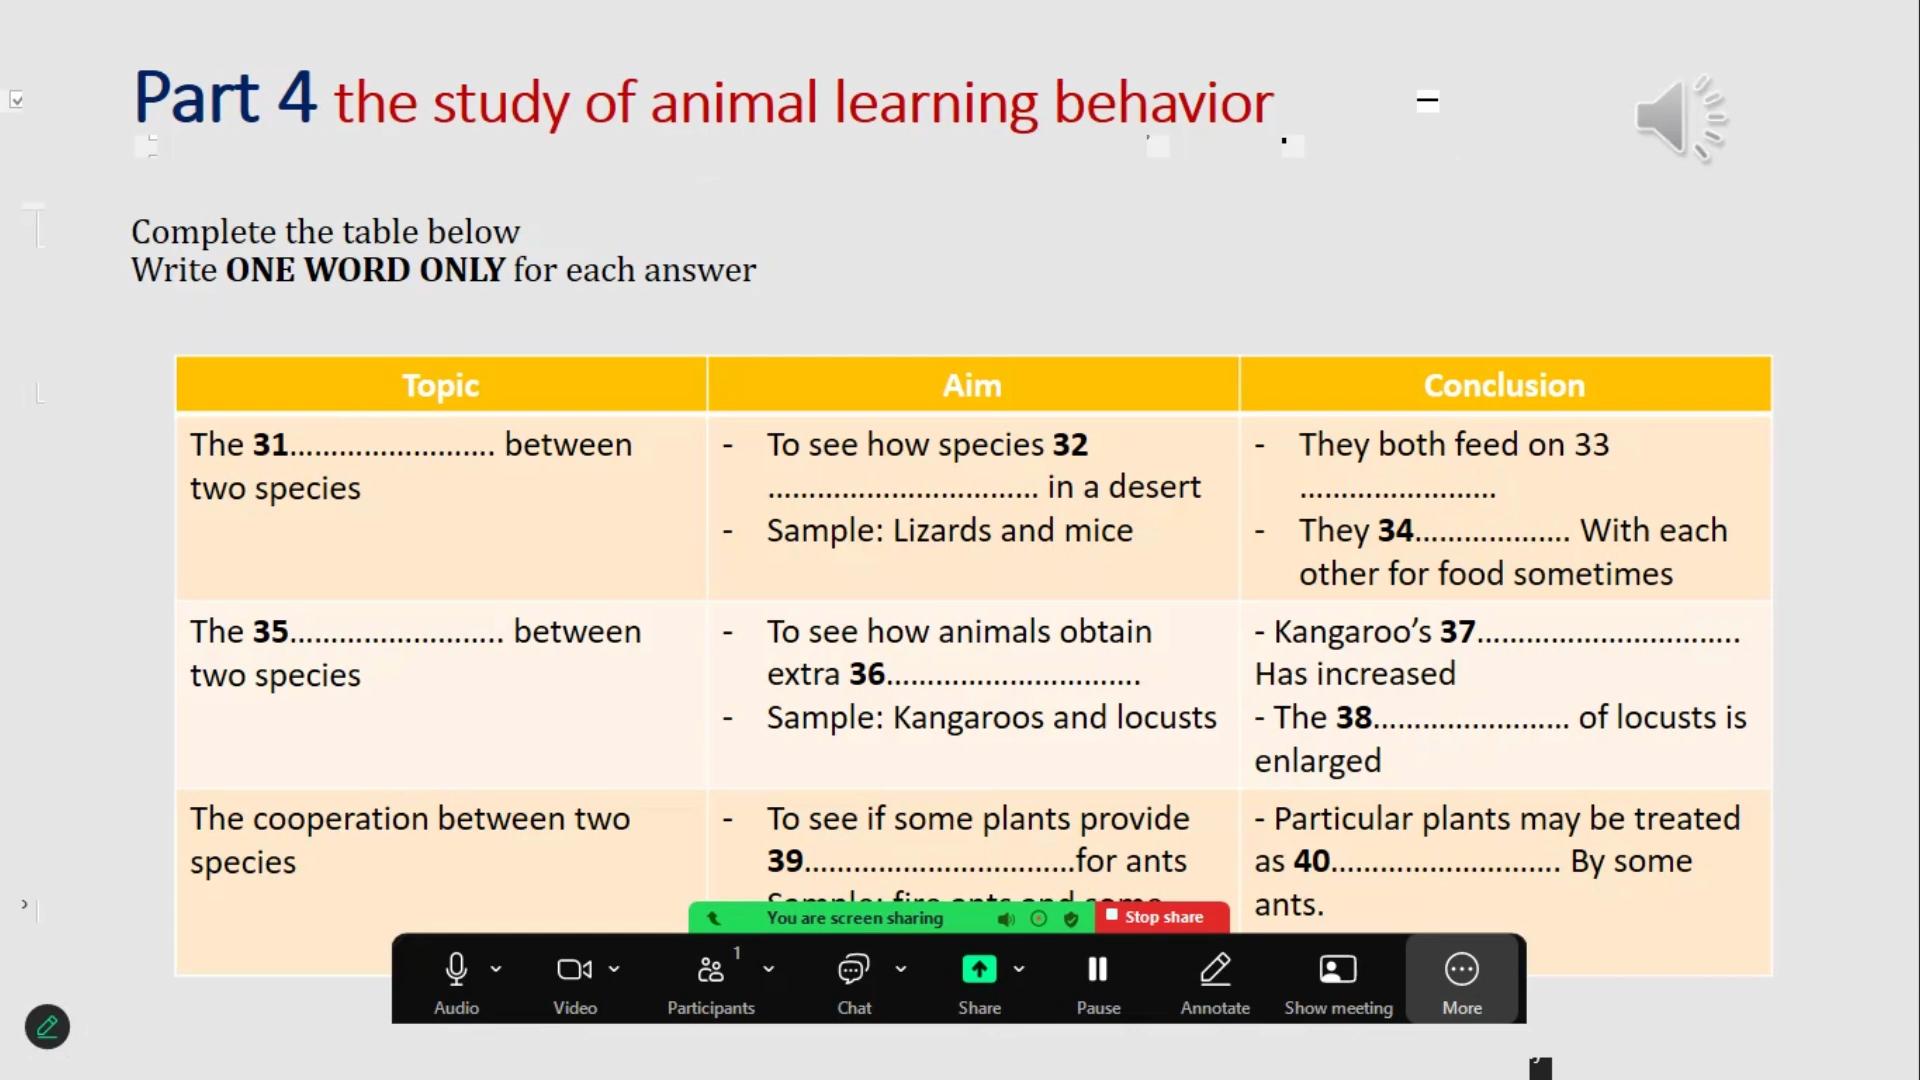 Part 4 the study of animal learning behavior
Complete the table below
Write ONE WORD ONLY for each answer
Topic
Aim
Conclusion
The 31......................... between
two species
- To see how species 32
................................. in a desert
- Sample: Lizards and mice
- They both feed on 33
........................
- They 34................... With each
other for food sometimes
The 35.......................... between
two species
- To see how animals obtain
extra 36...............................
- Sample: Kangaroos and locusts
- Kangaroo’s 37................................
Has increased
- The 38........................ of locusts is
enlarged
The cooperation between two
species
- To see if some plants provide
39.................................for ants
Sample: fire ants and some
- Particular plants may be treated
as 40............................ By some
ants.
You are screen sharing
Stop share
1
Audio
Video
Participants
Chat
Share
Pause
Annotate
Show meeting
More